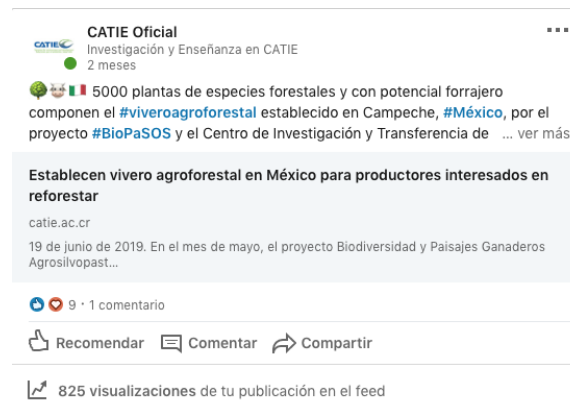 CATIE
CATIE Oficial
Investigación y Enseñanza en CATIE
2 meses
5000 plantas de especies forestales y con potencial forrajero
componen el #viveroagroforestal establecido en Campeche, #México, por el
proyecto #BioPaSOS y el Centro de Investigación y Transferencia de ... ver más
Establecen vivero agroforestal en México para productores interesados en
reforestar
catie.ac.cr
19 de junio de 2019. En el mes de mayo, el proyecto Biodiversidad y Paisajes Ganaderos
Agrosilvopast...
9 · 1 comentario
Recomendar Comentar Compartir
825 visualizaciones de tu publicación en el feed